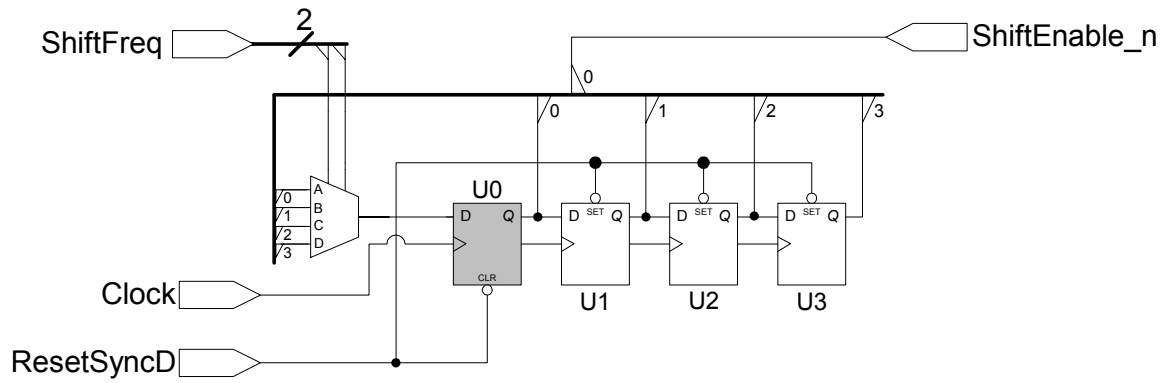 2
ShiftFreq
ShiftEnable_n
0
0 1 2 3
U0
A
0
B
1
C
2
D
3
D Q
D SET Q
D SET Q
D SET Q
CLR
Clock
U1 U2 U3
ResetSyncD